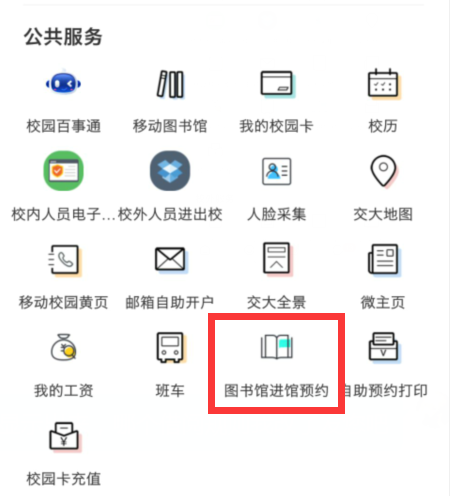 公共服务
校园百事通 移动图书馆 我的校园卡 校历
校内人员电子... 校外人员进出校 人脸采集 交大地图
移动校园黄页 邮箱自助开户 交大全景 微主页
我的工资 班车 图书馆进馆预约 自助预约打印
校园卡充值